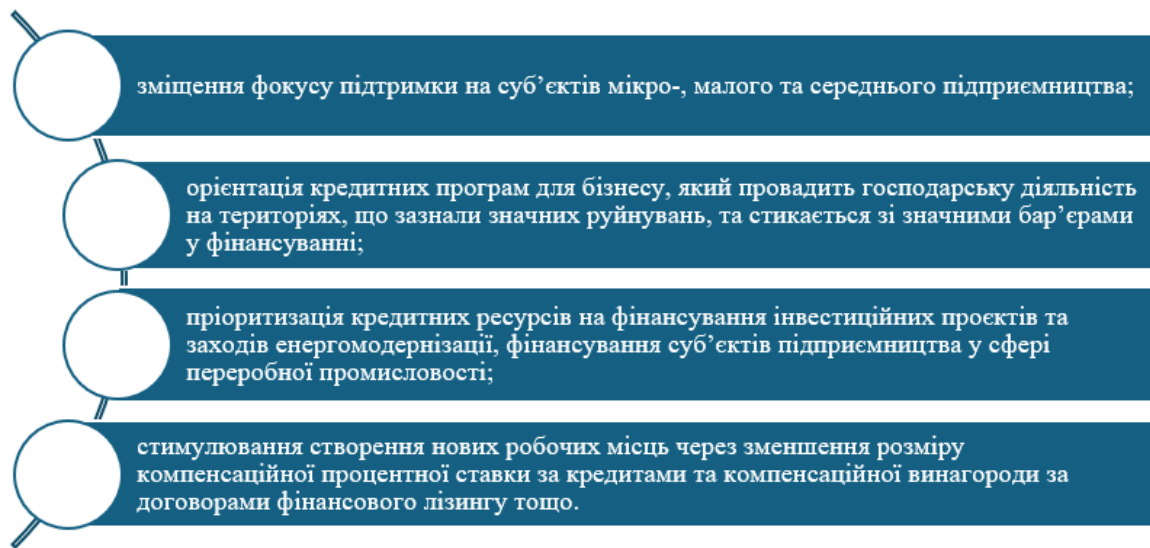 зміщення фокусу підтримки на суб’єктів мікро-, малого та середнього підприємництва;
орієнтація кредитних програм для бізнесу, який провадить господарську діяльність
на територіях, що зазнали значних руйнувань, та стикається зі значними бар’єрами
у фінансуванні;
пріоритизація кредитних ресурсів на фінансування інвестиційних проєктів та
заходів енергомодернізації, фінансування суб’єктів підприємництва у сфері
переробної промисловості;
стимулювання створення нових робочих місць через зменшення розміру
компенсаційної процентної ставки за кредитами та компенсаційної винагороди за
договорами фінансового лізингу тощо.